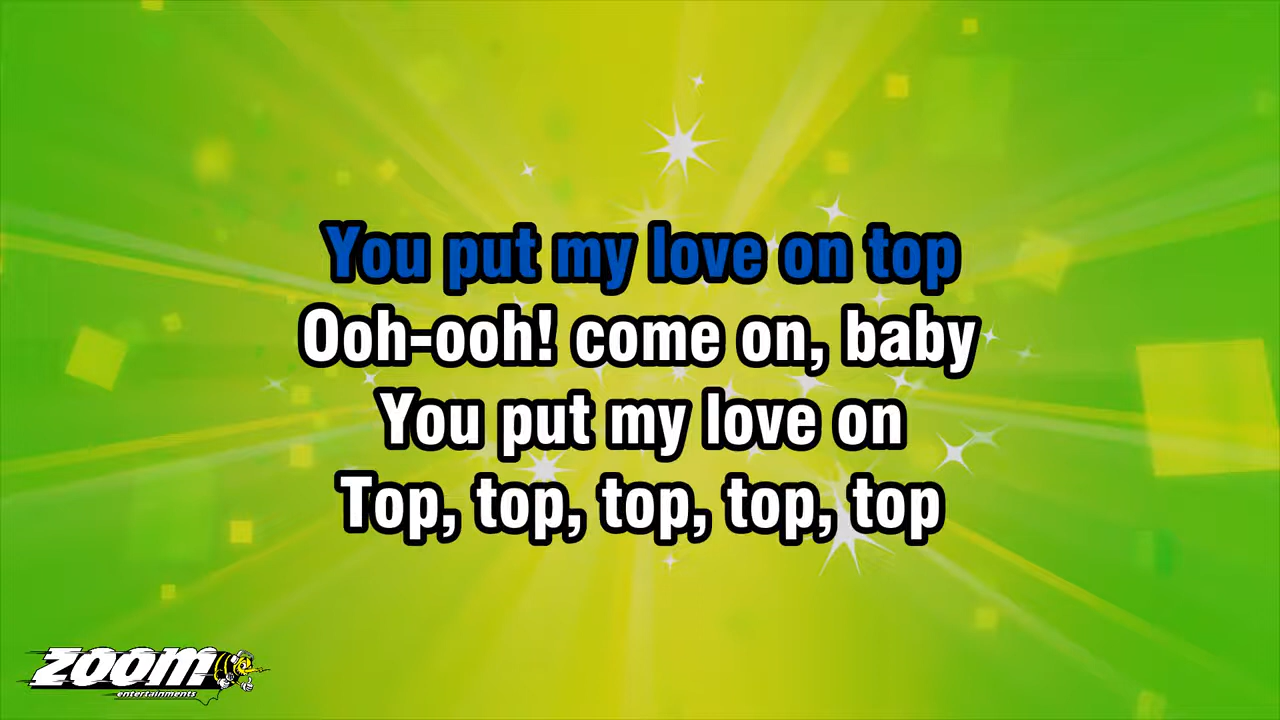 You put my love on top
Ooh-ooh! come on, baby
You put my love on
Top, top, top, top, top
ZOOM
entertainments